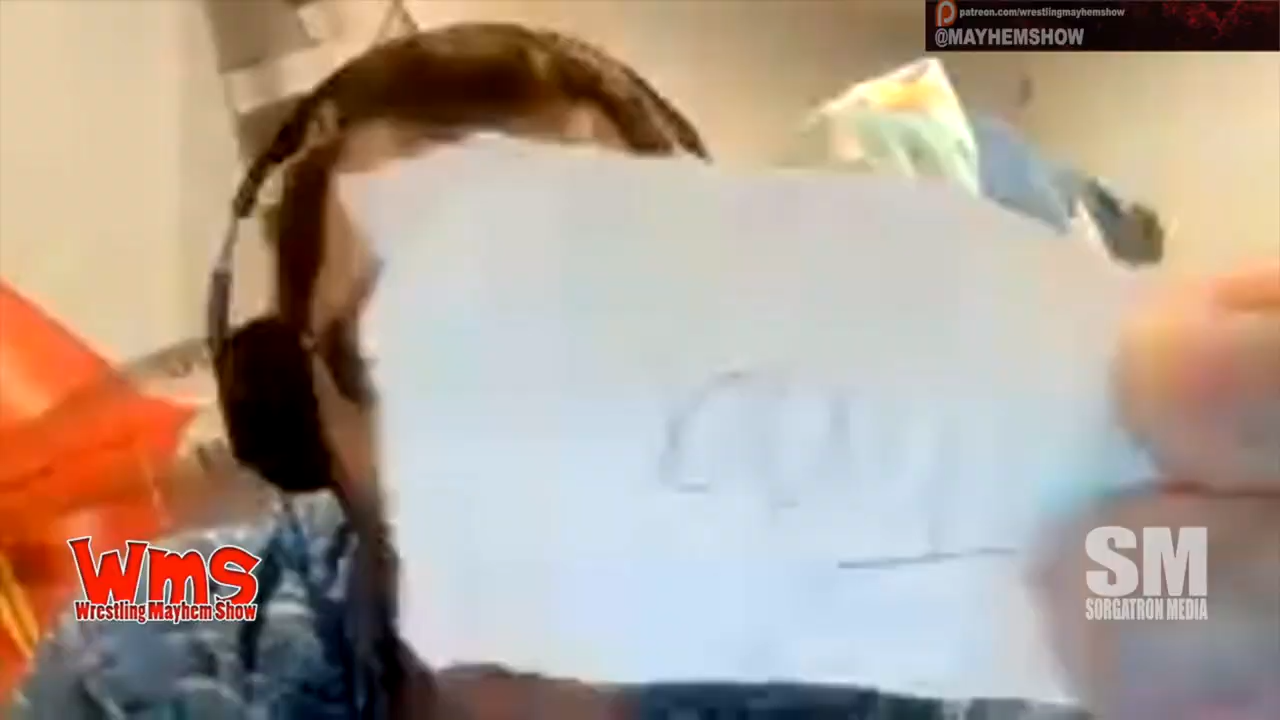 patreon.com/wrestlingmayhemshow
@MAYHEMSHOW
Wms
Wrestling Mayhem Show
SM
SORGATRON MEDIA